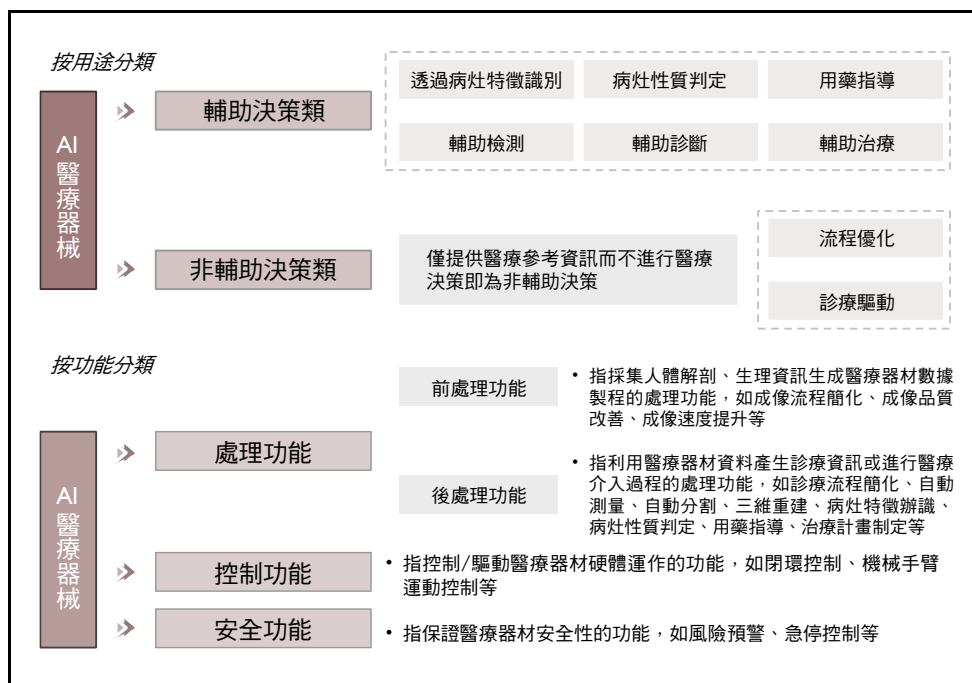 按用途分類
AI醫療器械
輔助決策類
透過病灶特徵識別
病灶性質判定
用藥指導
輔助檢測
輔助診斷
輔助治療
非輔助決策類
僅提供醫療參考資訊而不進行醫療
決策即為非輔助決策
流程優化
診療驅動
按功能分類
AI醫療器械
處理功能
前處理功能
• 指採集人體解剖、生理資訊生成醫療器材數據
製程的處理功能，如成像流程簡化、成像品質
改善、成像速度提升等
後處理功能
• 指利用醫療器材資料產生診療資訊或進行醫療
介入過程的處理功能，如診療流程簡化、自動
測量、自動分割、三維重建、病灶特徵辨識、
病灶性質判定、用藥指導、治療計畫制定等
控制功能
• 指控制/驅動醫療器材硬體運作的功能，如閉環控制、機械手臂
運動控制等
安全功能
• 指保證醫療器材安全性的功能，如風險預警、急停控制等